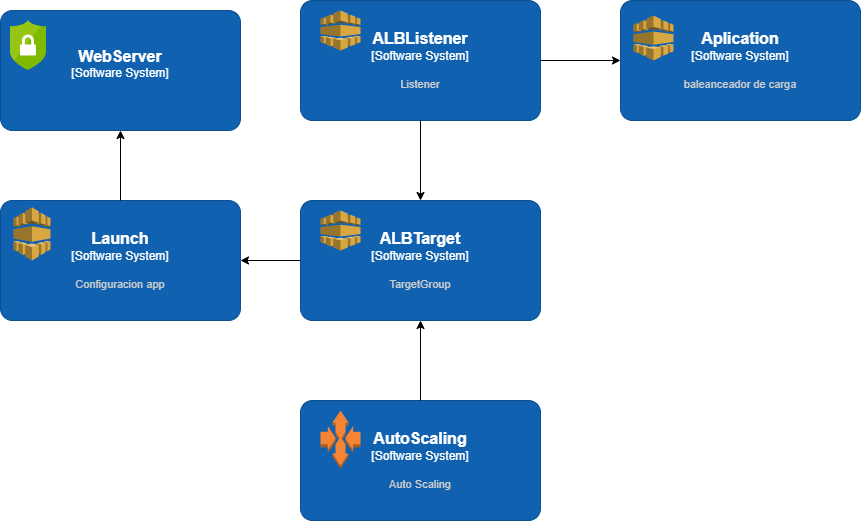 WebServer
[Software System]
ALBListener
[Software System]
Listener
Aplication
[Software System]
baleanceador de carga
Launch
[Software System]
Configuracion app
ALBTarget
[Software System]
TargetGroup
AutoScaling
[Software System]
Auto Scaling